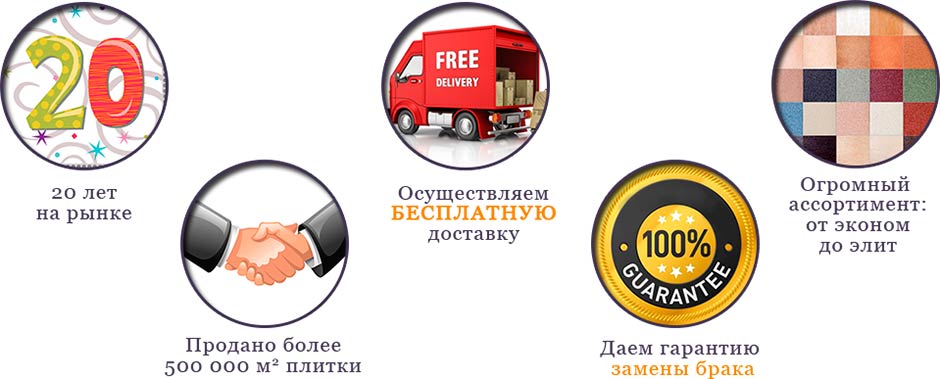 20
20 лет
на рынке
Продано более
500 000 м² плитки
FREE
DELIVERY
Осуществляем
БЕСПЛАТНУЮ
доставку
100%
GUARANTEE
Даем гарантию
замены брака
Огромный
ассортимент:
от эконом
до элит